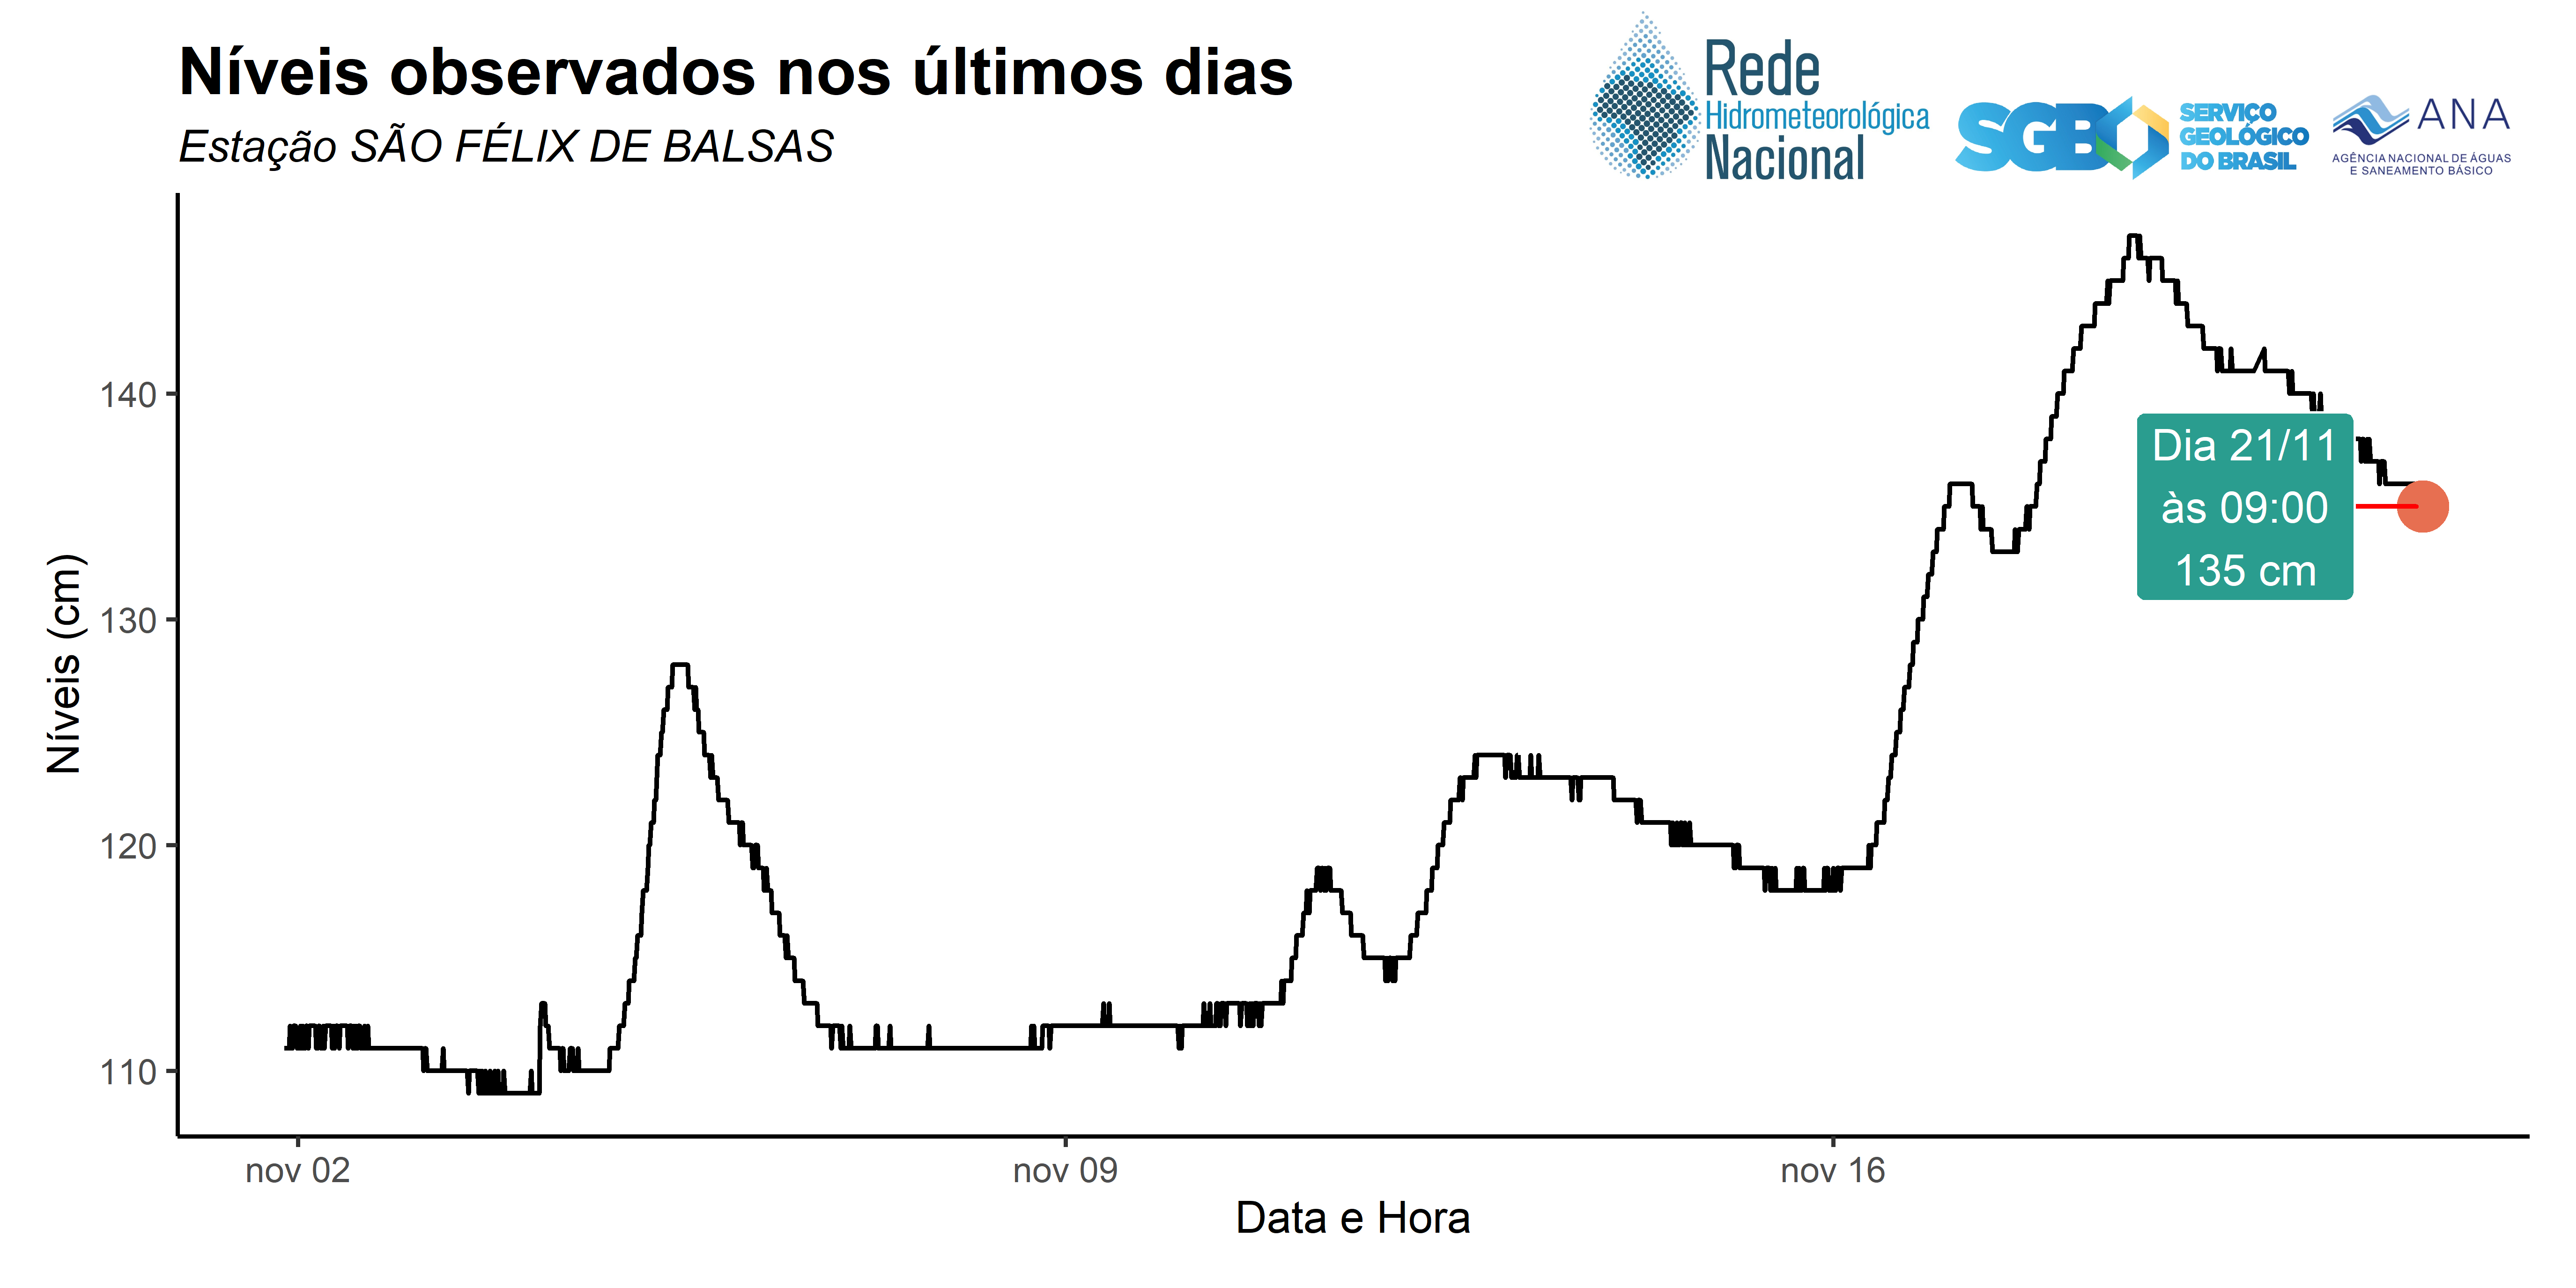 Níveis observados nos últimos dias
Estação SÃO FÉLIX DE BALSAS
Rede
Hidrometeorológica
Nacional
SGB
SERVIÇO
GEOLÓGICO
DO BRASIL
ANA
AGÊNCIA NACIONAL DE ÁGUAS
E SANEAMENTO BÁSICO
Níveis (cm)
140
130
120
110
Dia 21/11
às 09:00
135 cm
nov 02
nov 09
nov 16
Data e Hora